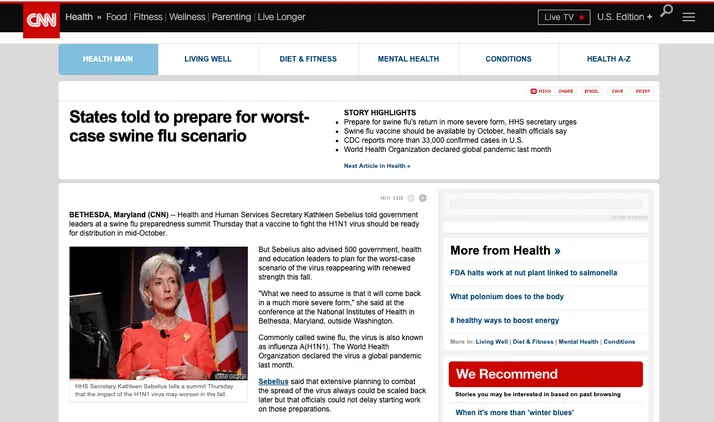 CNN Health » Food | Fitness | Wellness | Parenting | Live Longer
Live TV U.S. Edition +
HEALTH MAIN LIVING WELL DIET & FITNESS MENTAL HEALTH CONDITIONS HEALTH A-Z
MIXX SHARE EMAIL SAVE PRINT
States told to prepare for worst-
case swine flu scenario
STORY HIGHLIGHTS
Prepare for swine flu's return in more severe form, HHS secretary urges
Swine flu vaccine should be available by October, health officials say
CDC reports more than 33,000 confirmed cases in U.S.
World Health Organization declared global pandemic last month
Next Article in Health »
TEXT SIZE
BETHESDA, Maryland (CNN) -- Health and Human Services Secretary Kathleen Sebelius told government
leaders at a swine flu preparedness summit Thursday that a vaccine to fight the H1N1 virus should be ready
for distribution in mid-October.
HHS Secretary Kathleen Sebelius tells a summit Thursday
that the impact of the H1N1 virus may worsen in the fall.
But Sebelius also advised 500 government, health
and education leaders to plan for the worst-case
scenario of the virus reappearing with renewed
strength this fall.
"What we need to assume is that it will come back
in a much more severe form," she said at the
conference at the National Institutes of Health in
Bethesda, Maryland, outside Washington.
Commonly called swine flu, the virus is also known
as influenza A(H1N1). The World Health
Organization declared the virus a global pandemic
last month.
Sebelius said that extensive planning to combat
the spread of the virus always could be scaled back
later but that officials could not delay starting work
on those preparations.
ADVERTISEMENT
More from Health »
FDA halts work at nut plant linked to salmonella
What polonium does to the body
8 healthy ways to boost energy
More in: Living Well | Diet & Fitness | Mental Health | Conditions
We Recommend
Stories you may be interested in based on past browsing
When it's more than 'winter blues'